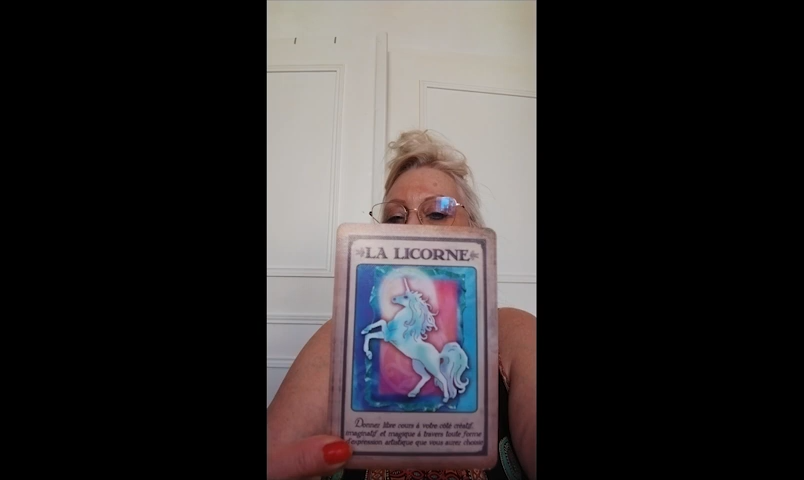 LA LICORNE
Donnez libre cours à votre côté créatif,
imaginatif et magique à travers toute forme
d'expression artistique que vous aurez choisie